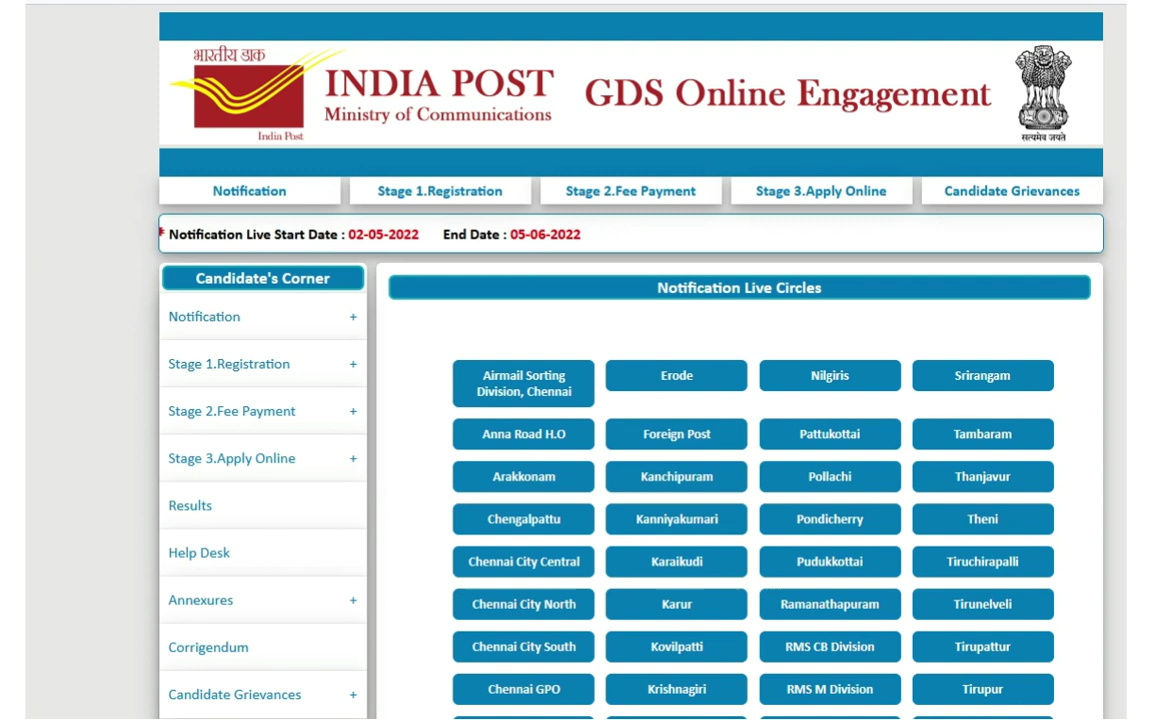 भारतीय डाक
India Post
INDIA POST
Ministry of Communications
GDS Online Engagement
सत्यमेव जयते
Notification
Stage 1.Registration
Stage 2.Fee Payment
Stage 3.Apply Online
Candidate Grievances
* Notification Live Start Date : 02-05-2022 End Date : 05-06-2022
Candidate's Corner
Notification +
Stage 1.Registration +
Stage 2.Fee Payment +
Stage 3.Apply Online +
Results
Help Desk
Annexures +
Corrigendum
Candidate Grievances +
Notification Live Circles
Airmail Sorting
Division, Chennai
Erode
Nilgiris
Srirangam
Anna Road H.O
Foreign Post
Pattukottai
Tambaram
Arakkonam
Kanchipuram
Pollachi
Thanjavur
Chengalpattu
Kanniyakumari
Pondicherry
Theni
Chennai City Central
Karaikudi
Pudukkottai
Tiruchirapalli
Chennai City North
Karur
Ramanathapuram
Tirunelveli
Chennai City South
Kovilpatti
RMS CB Division
Tirupattur
Chennai GPO
Krishnagiri
RMS M Division
Tirupur